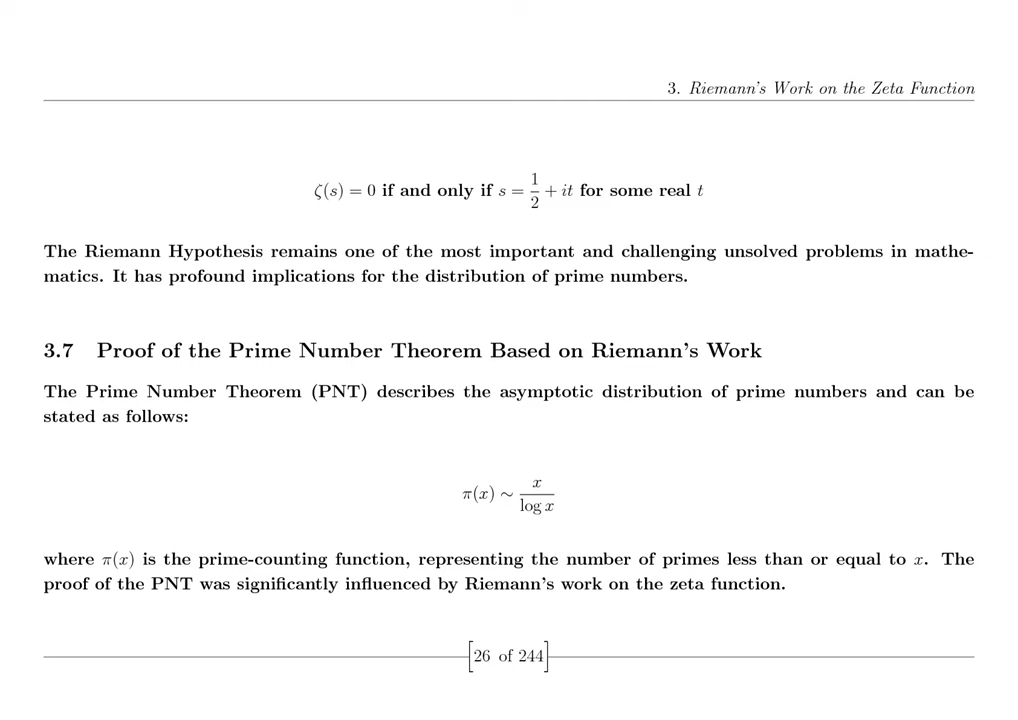 3. Riemann's Work on the Zeta Function
ζ(s) = 0 if and only if s = 1/2 + it for some real t
The Riemann Hypothesis remains one of the most important and challenging unsolved problems in mathe-
matics. It has profound implications for the distribution of prime numbers.
3.7 Proof of the Prime Number Theorem Based on Riemann's Work
The Prime Number Theorem (PNT) describes the asymptotic distribution of prime numbers and can be
stated as follows:
π(x) ∼ x/log x
where π(x) is the prime-counting function, representing the number of primes less than or equal to x. The
proof of the PNT was significantly influenced by Riemann's work on the zeta function.
[26 of 244]